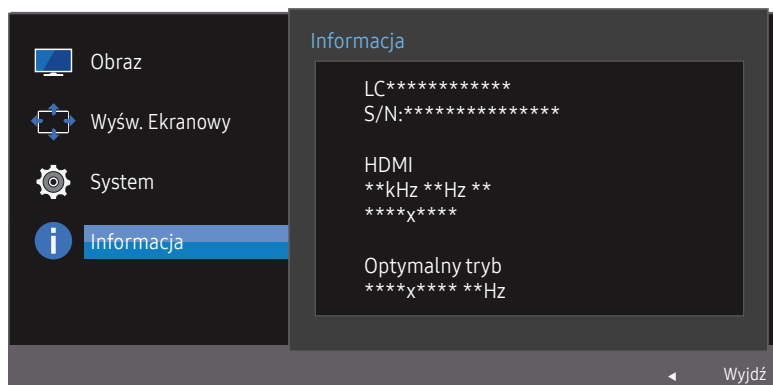 Obraz
Wyśw. Ekranowy
System
Informacja
Informacja
LC************
S/N:***************
HDMI
**kHz **Hz **
****x****
Optymalny tryb
****x**** **Hz
Wyjdź